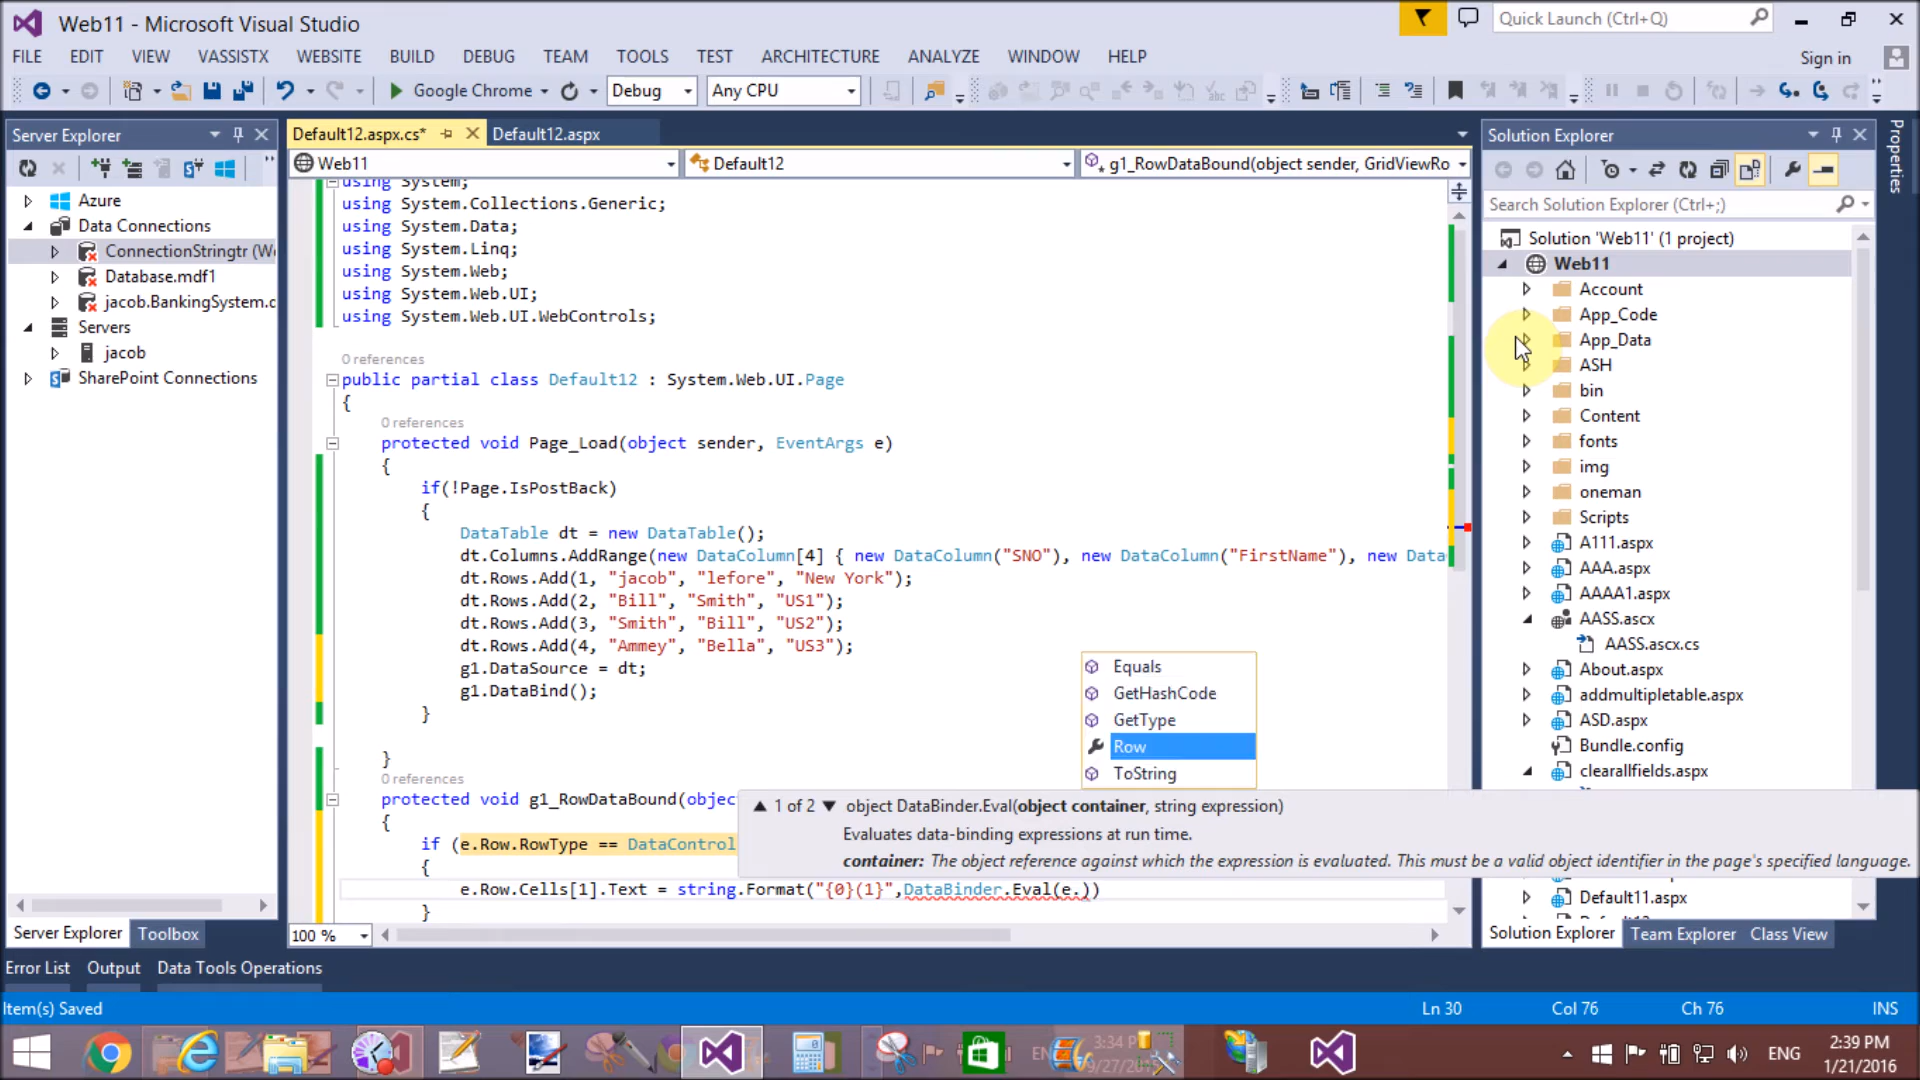 Web11 - Microsoft Visual Studio
Quick Launch (Ctrl+Q)
FILE EDIT VIEW VASSISTX WEBSITE BUILD DEBUG TEAM TOOLS TEST ARCHITECTURE ANALYZE WINDOW HELP
Sign in
Google Chrome Debug Any CPU
Server Explorer
Default12.aspx.cs* Default12.aspx
Solution Explorer
Properties
Web11 Default12 g1_RowDataBound(object sender, GridViewRo
Search Solution Explorer (Ctrl+;)
Azure
Data Connections
ConnectionStringtr (W
Database.mdf1
jacob.BankingSystem.c
Servers
jacob
SharePoint Connections
using System;
using System.Collections.Generic;
using System.Data;
using System.Linq;
using System.Web;
using System.Web.UI;
using System.Web.UI.WebControls;
0 references
public partial class Default12 : System.Web.UI.Page
{
0 references
protected void Page_Load(object sender, EventArgs e)
{
if(!Page.IsPostBack)
{
DataTable dt = new DataTable();
dt.Columns.AddRange(new DataColumn[4] { new DataColumn("SNO"), new DataColumn("FirstName"), new Data
dt.Rows.Add(1, "jacob", "lefore", "New York");
dt.Rows.Add(2, "Bill", "Smith", "US1");
dt.Rows.Add(3, "Smith", "Bill", "US2");
dt.Rows.Add(4, "Ammey", "Bella", "US3");
g1.DataSource = dt;
g1.DataBind();
}
}
0 references
protected void g1_RowDataBound(objec
{
if (e.Row.RowType == DataControl
{
e.Row.Cells[1].Text = string.Format("{0}(1}",DataBinder.Eval(e.))
}
Equals
GetHashCode
GetType
Row
ToString
1 of 2 object DataBinder.Eval(object container, string expression)
Evaluates data-binding expressions at run time.
container: The object reference against which the expression is evaluated. This must be a valid object identifier in the page's specified language.
Solution 'Web11' (1 project)
Web11
Account
App_Code
App_Data
ASH
bin
Content
fonts
img
oneman
Scripts
A111.aspx
AAA.aspx
AAAA1.aspx
AASS.ascx
AASS.ascx.cs
About.aspx
addmultipletable.aspx
ASD.aspx
Bundle.config
clearallfields.aspx
Default11.aspx
Server Explorer Toolbox
100 %
Solution Explorer Team Explorer Class View
Error List Output Data Tools Operations
Item(s) Saved
Ln 30 Col 76 Ch 76 INS
3:34 P
9/27/20
ENG
2:39 PM
1/21/2016